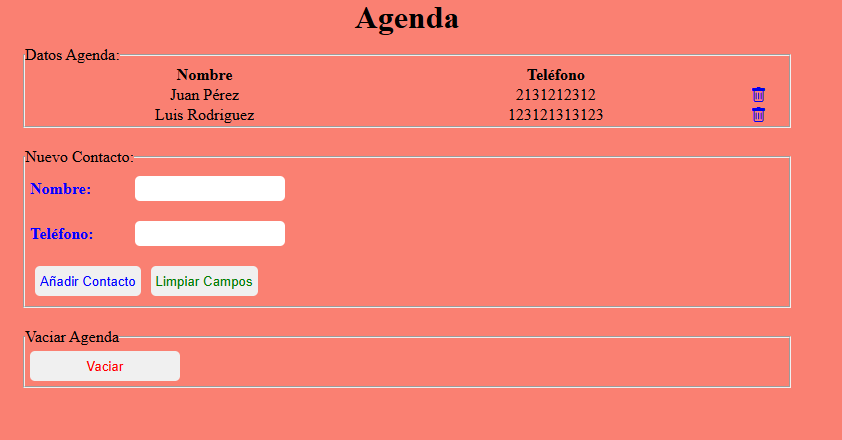 Agenda
Datos Agenda:
Nombre Teléfono
Juan Pérez 2131212312
Luis Rodriguez 123121313123
Nuevo Contacto:
Nombre:
Teléfono:
Añadir Contacto Limpiar Campos
Vaciar Agenda
Vaciar